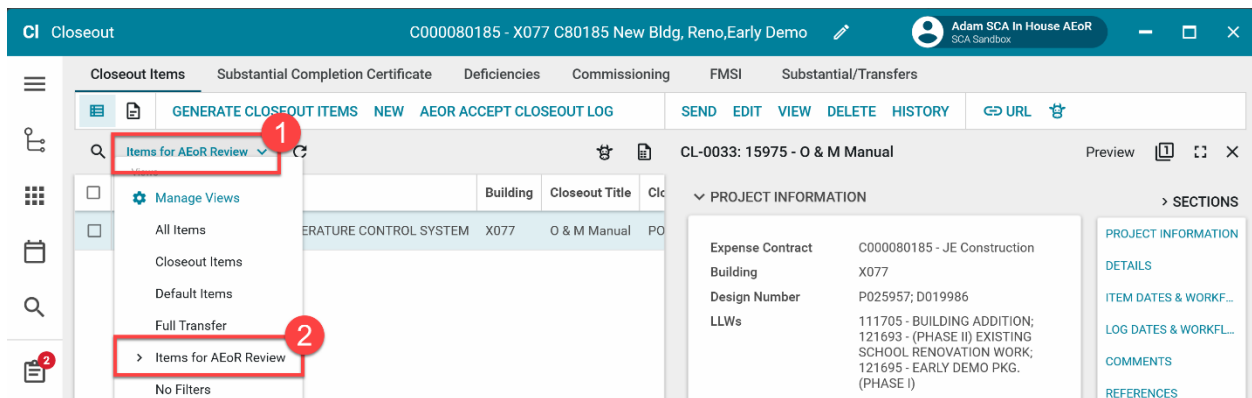 Cl Closeout
C000080185 - X077 C80185 New Bldg, Reno,Early Demo
Adam SCA In House AEoR
SCA Sandbox
Closeout Items Substantial Completion Certificate Deficiencies Commissioning FMSI Substantial/Transfers
GENERATE CLOSEOUT ITEMS NEW AEOR ACCEPT CLOSEOUT LOG
SEND EDIT VIEW DELETE HISTORY URL
1
Items for AEoR Review
CL-0033: 15975 - O & M Manual
Preview 1
Views
Manage Views
All Items
Closeout Items
Default Items
Full Transfer
2
Items for AEoR Review
No Filters
Building Closeout Title Clo
ERATURE CONTROL SYSTEM X077 O & M Manual PO
PROJECT INFORMATION
Expense Contract C000080185 - JE Construction
Building X077
Design Number P025957; D019986
LLWs 111705 - BUILDING ADDITION;
121693 - (PHASE II) EXISTING
SCHOOL RENOVATION WORK;
121695 - EARLY DEMO PKG.
(PHASE I)
SECTIONS
PROJECT INFORMATION
DETAILS
ITEM DATES & WORKF...
LOG DATES & WORKFL...
COMMENTS
REFERENCES
2